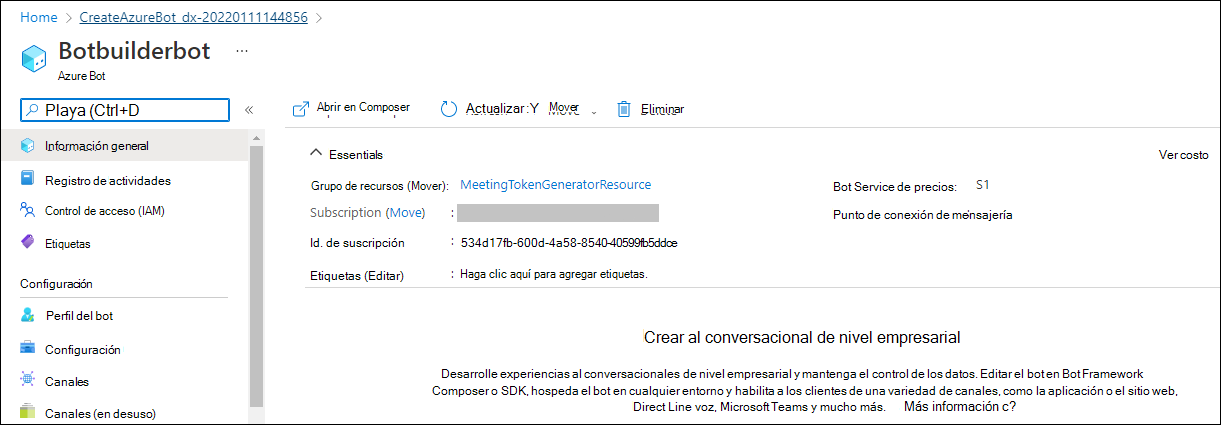 Home > CreateAzureBot_dx-20220111144856 >
Botbuilderbot ...
Azure Bot
Playa (Ctrl+D
«
Abrir en Composer
Actualizar:Y
Mover
Eliminar
Información general
Registro de actividades
Control de acceso (IAM)
Etiquetas
Configuración
Perfil del bot
Configuración
Canales
Canales (en desuso)
Essentials
Ver costo
Grupo de recursos (Mover): MeetingTokenGeneratorResource
Subscription (Move) :
Id. de suscripción : 534d17fb-600d-4a58-8540-40599fb5ddce
Etiquetas (Editar) : Haga clic aquí para agregar etiquetas.
Bot Service de precios: S1
Punto de conexión de mensajería
Crear al conversacional de nivel empresarial
Desarrolle experiencias al conversacionales de nivel empresarial y mantenga el control de los datos. Editar el bot en Bot Framework
Composer o SDK, hospeda el bot en cualquier entorno y habilita a los clientes de una variedad de canales, como la aplicación o el sitio web,
Direct Line voz, Microsoft Teams y mucho más. Más información c?